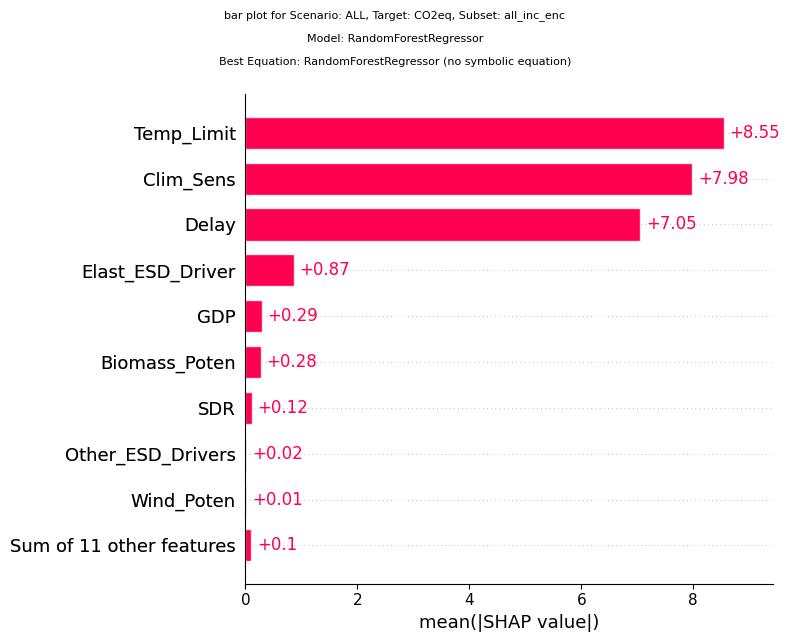 bar plot for Scenario: ALL, Target: CO2eq, Subset: all_inc_enc
Model: RandomForestRegressor
Best Equation: RandomForestRegressor (no symbolic equation)
Temp_Limit +8.55
Clim_Sens +7.98
Delay +7.05
Elast_ESD_Driver +0.87
GDP +0.29
Biomass_Poten +0.28
SDR +0.12
Other_ESD_Drivers +0.02
Wind_Poten +0.01
Sum of 11 other features +0.1
0 2 4 6 8
mean(|SHAP value|)